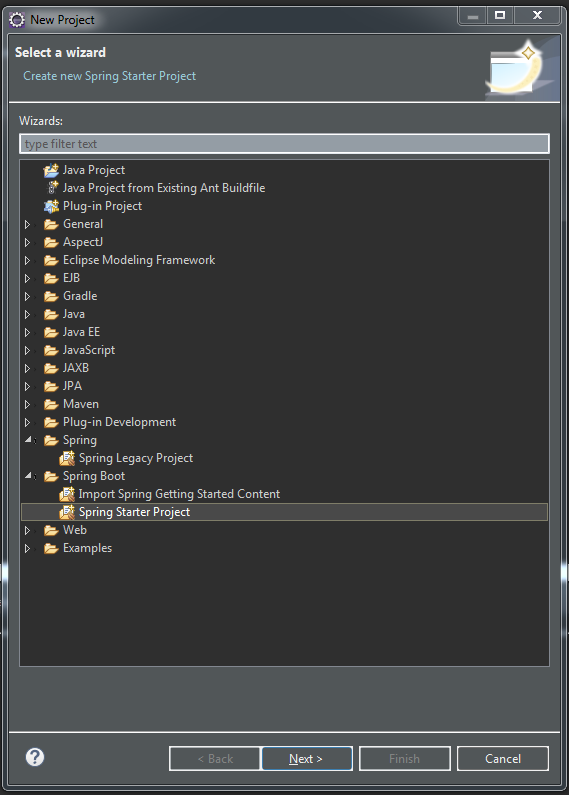 New Project
Select a wizard
Create new Spring Starter Project
Wizards:
type filter text
Java Project
Java Project from Existing Ant Buildfile
Plug-in Project
General
AspectJ
Eclipse Modeling Framework
EJB
Gradle
Java
Java EE
JavaScript
JAXB
JPA
Maven
Plug-in Development
Spring
Spring Legacy Project
Spring Boot
Import Spring Getting Started Content
Spring Starter Project
Web
Examples
? < Back Next > Finish Cancel